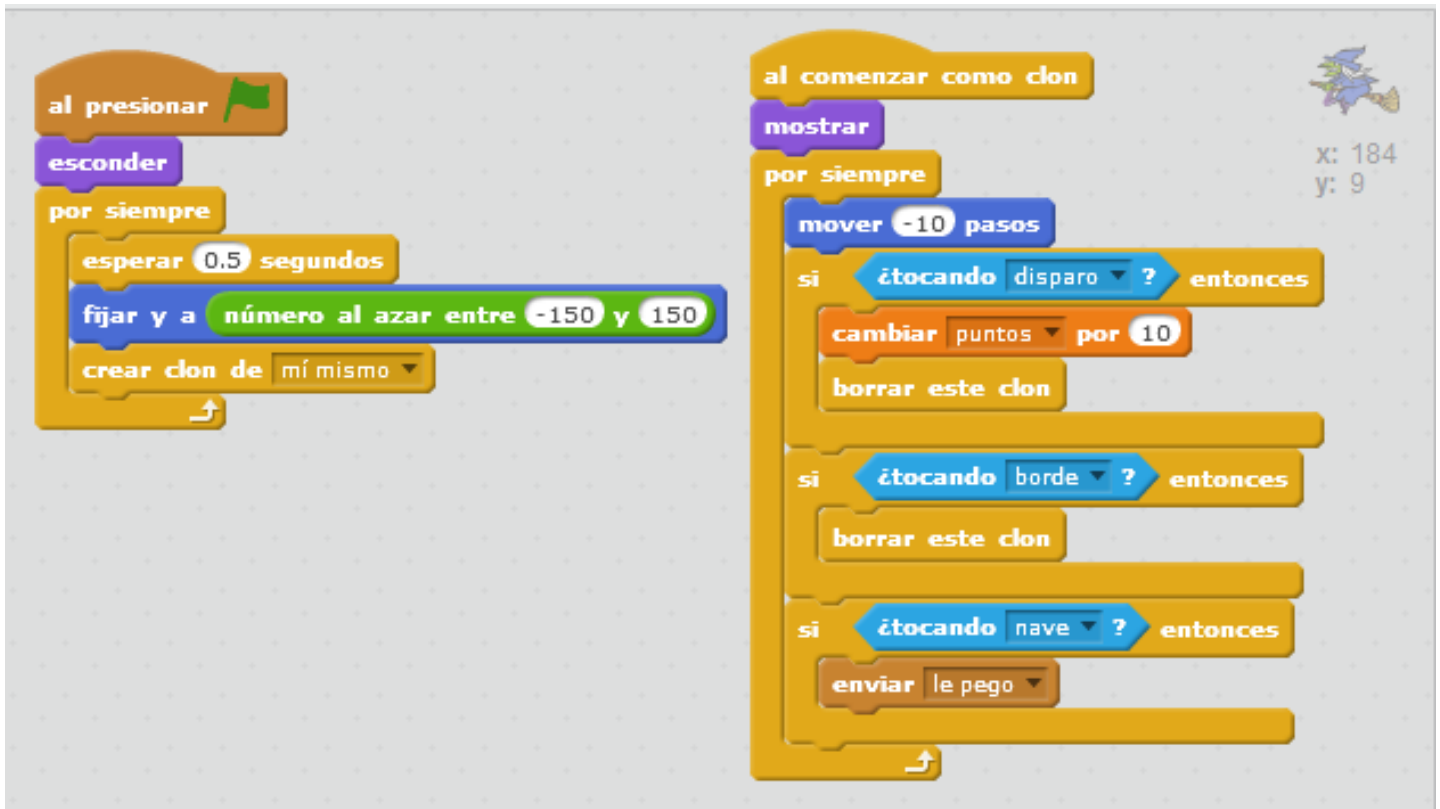 al presionar
esconder
por siempre
esperar 0.5 segundos
fijar y a número al azar entre -150 y 150
crear clon de mí mismo
al comenzar como clon
mostrar
por siempre
mover -10 pasos
si ¿tocando disparo ? entonces
cambiar puntos por 10
borrar este clon
si ¿tocando borde ? entonces
borrar este clon
si ¿tocando nave ? entonces
enviar le pego
x: 184
y: 9